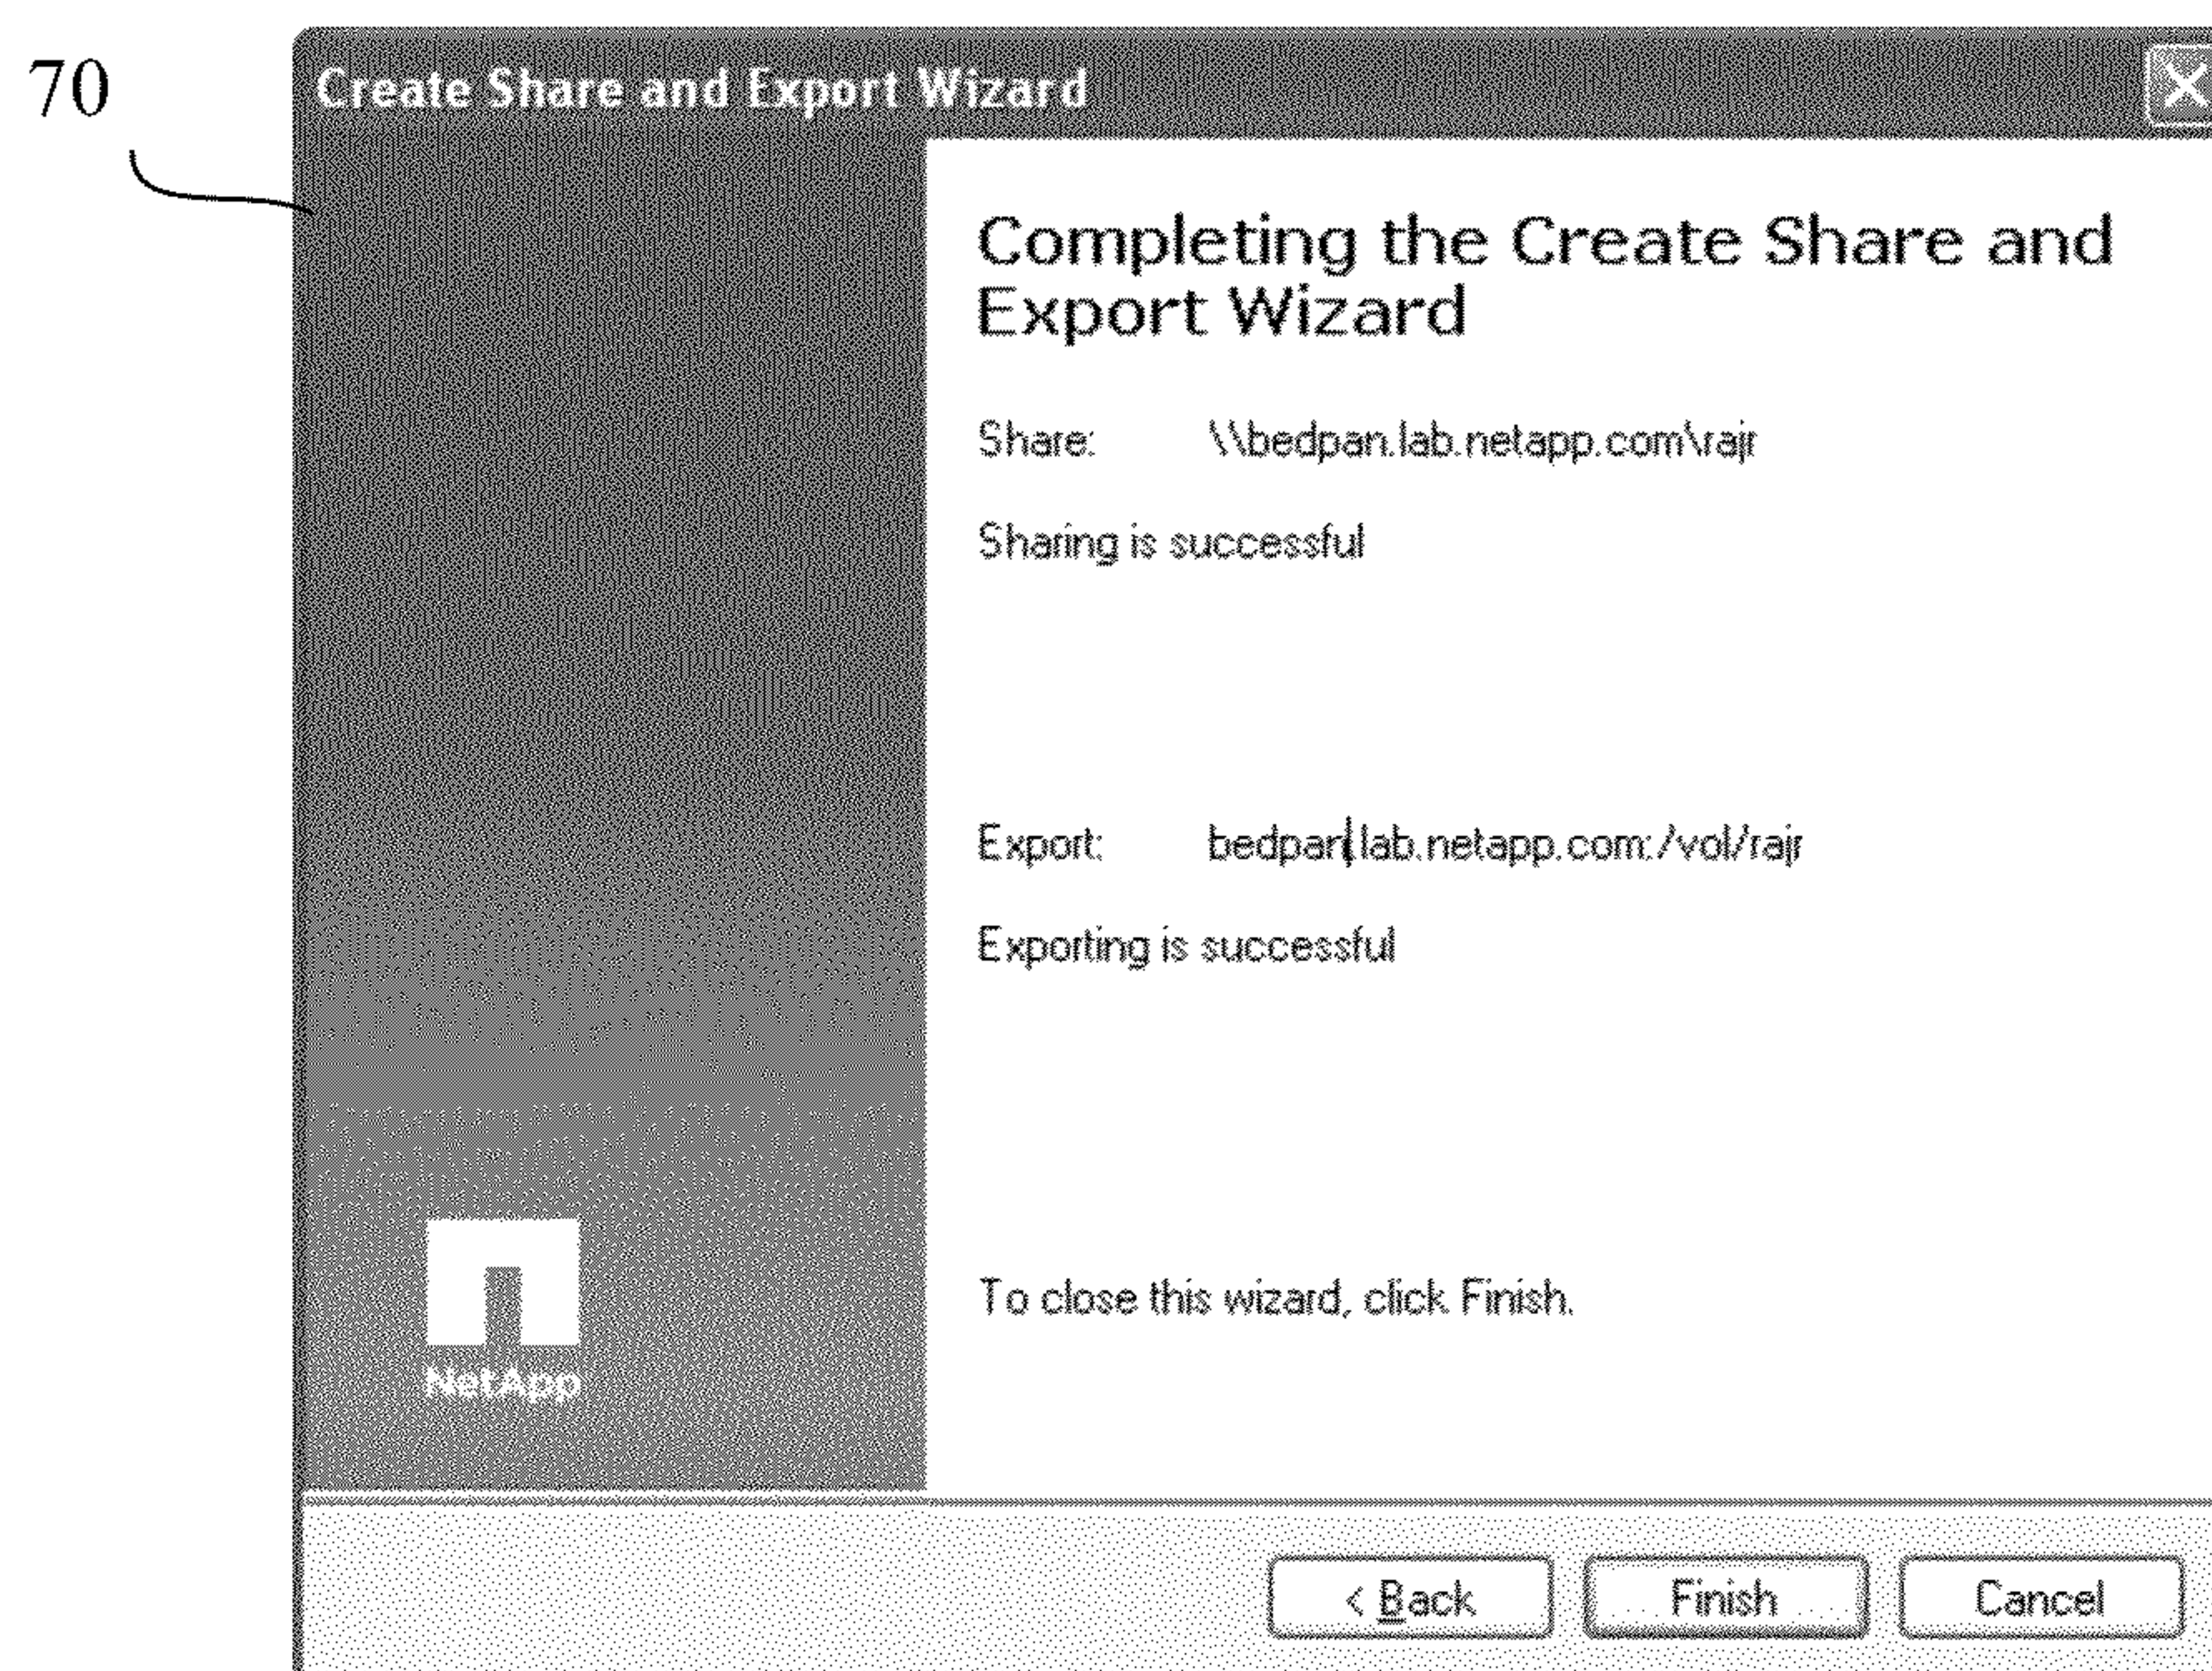 70
Create Share and Export Wizard
Completing the Create Share and
Export Wizard
Share: \\bedpan.lab.netapp.com\rajr
Sharing is successful
Export: bedpan.lab.netapp.com:/vol/rajr
Exporting is successful
To close this wizard, click Finish.
NetApp
< Back Finish Cancel